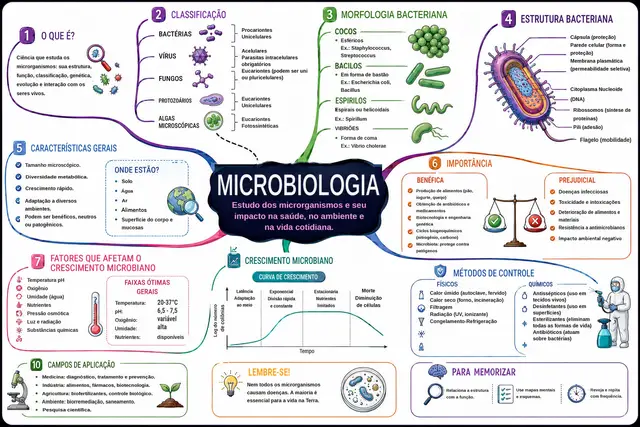 1 O QUE É?
Ciência que estuda os
microrganismos: sua estrutura,
função, classificação, genética,
evolução e interação com os
seres vivos.
2 CLASSIFICAÇÃO
BACTÉRIAS
Procariontes
Unicelulares
VÍRUS
Acelulares
Parasitas intracelulares
obrigatórios
FUNGOS
Eucariontes (podem ser uni
ou pluricelulares)
PROTOZOÁRIOS
Eucariontes
Unicelulares
ALGAS
MICROSCÓPICAS
Eucariontes
Fotossintéticas
3 MORFOLOGIA BACTERIANA
COCOS
• Esféricos
Ex.: Staphylococcus,
Streptococcus
BACILOS
• Em forma de bastão
Ex.: Escherichia coli,
Bacillus
ESPIRILOS
Espirais ou helicoidais
Ex.: Spirillum
VIBRIÕES
• Forma de coma
Ex.: Vibrio cholerae
4 ESTRUTURA BACTERIANA
Cápsula (proteção)
Parede celular (forma e
proteção)
Membrana plasmática
(permeabilidade seletiva)
Citoplasma Nucleoide
(DNA)
Ribossomos (síntese de
proteínas)
Pili (adesão)
Flagelo (mobilidade)
5 CARACTERÍSTICAS GERAIS
Tamanho microscópico.
Diversidade metabólica.
Crescimento rápido.
Adaptação a diversos
ambientes.
Podem ser benéficos, neutros
ou patogênicos.
ONDE ESTÃO?
• Solo
• Água
• Ar
• Alimentos
• Superfície do corpo e
mucosas
MICROBIOLOGIA
Estudo dos microrganismos e seu
impacto na saúde, no ambiente e
na vida cotidiana.
6 IMPORTÂNCIA
BENÉFICA
Produção de alimentos (pão,
iogurte, queijo)
Obtenção de antibióticos e
medicamentos
Biotecnologia e engenharia
genética
Ciclos biogeoquímicos
(nitrogênio, carbono)
Microbiota: protege contra
patógenos
PREJUDICIAL
Doenças infecciosas
Toxicidade e intoxicações
Deterioração de alimentos e
materiais
Resistência a antimicrobianos
Impacto ambiental negativo
7 FATORES QUE AFETAM O
CRESCIMENTO MICROBIANO
Temperatura pH
Oxigênio
Umidade (água)
Nutrientes
Pressão osmótica
Luz e radiação
Substâncias químicas
FAIXAS ÓTIMAS
GERAIS
Temperatura: 20-37°C
pH: 6,5 - 7,5
Oxigênio: variável
Umidade: alta
Nutrientes: disponíveis
CRESCIMENTO MICROBIANO
CURVA DE CRESCIMENTO
Latência
Adaptação ao
meio
Exponencial
Divisão rápida
e constante
Estacionária
Nutrientes
limitados
Morte
Diminuição
de células
Log do número
de colônias
Tempo
MÉTODOS DE CONTROLE
FÍSICOS
Calor úmido (autoclave, fervido)
Calor seco (forno, incineração)
Filtragem
Radiação (UV, ionizante)
Congelamento-Refrigeração
QUÍMICOS
Antissépticos (uso em
tecidos vivos)
Desinfetantes (uso em
superfícies)
Esterilizantes (eliminam
todas as formas de vida)
Antibióticos (atuam
sobre bactérias)
10 CAMPOS DE APLICAÇÃO
• Medicina: diagnóstico, tratamento e prevenção.
• Indústria: alimentos, fármacos, biotecnologia.
• Agricultura: biofertilizantes, controle biológico.
• Ambiente: biorremediação, saneamento.
• Pesquisa científica.
LEMBRE-SE!
Nem todos os microrganismos
causam doenças. A maioria é
essencial para a vida na Terra.
PARA MEMORIZAR
Relaciona a estrutura
com a função.
Use mapas mentais
e esquemas.
Reveja e repita
com frequência.